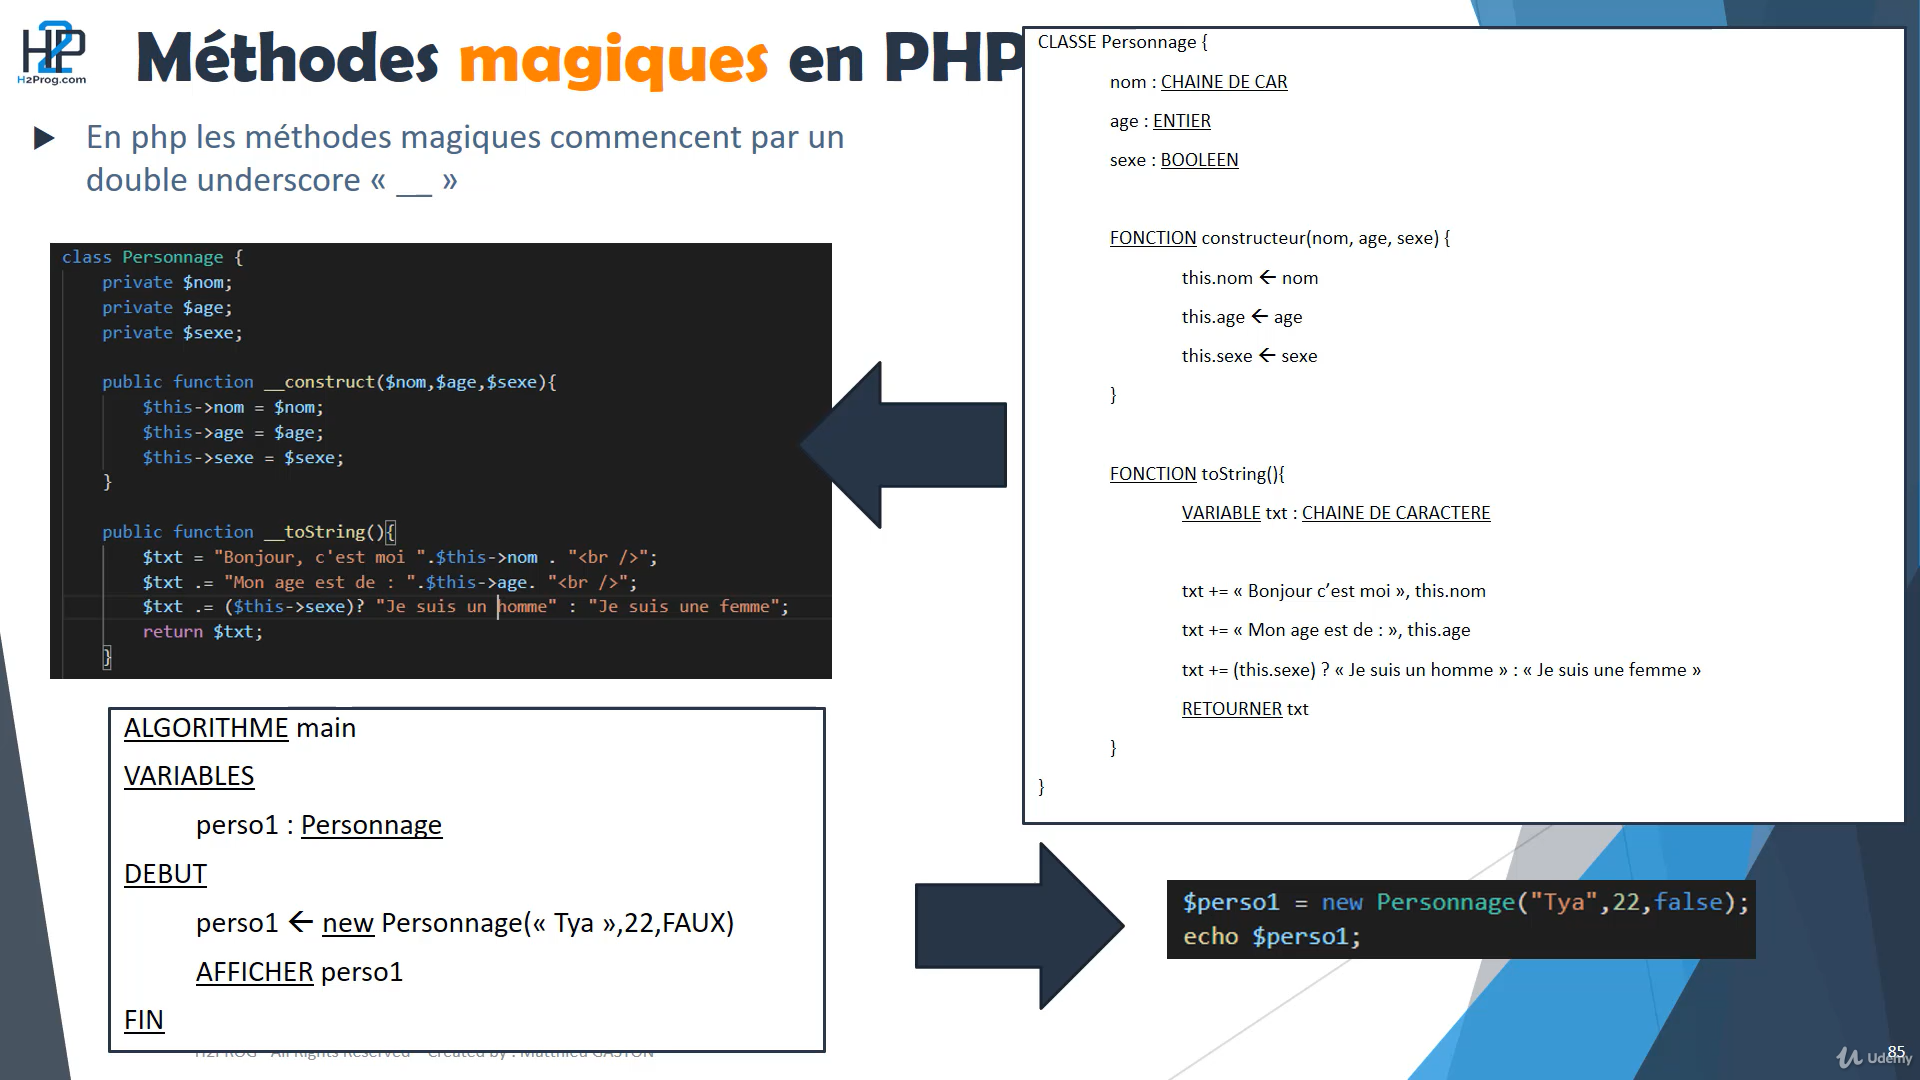 H2P
H2Prog.com
Méthodes magiques en PHP
En php les méthodes magiques commencent par un
double underscore « __ »
class Personnage {
private $nom;
private $age;
private $sexe;
public function __construct($nom,$age,$sexe){
$this->nom = $nom;
$this->age = $age;
$this->sexe = $sexe;
}
public function __toString(){
$txt = "Bonjour, c'est moi ".$this->nom . "<br />";
$txt .= "Mon age est de : ".$this->age. "<br />";
$txt .= ($this->sexe)? "Je suis un homme" : "Je suis une femme";
return $txt;
}
CLASSE Personnage {
nom : CHAINE DE CAR
age : ENTIER
sexe : BOOLEEN
FONCTION constructeur(nom, age, sexe) {
this.nom 🡨 nom
this.age 🡨 age
this.sexe 🡨 sexe
}
FONCTION toString(){
VARIABLE txt : CHAINE DE CARACTERE
txt += « Bonjour c’est moi », this.nom
txt += « Mon age est de : », this.age
txt += (this.sexe) ? « Je suis un homme » : « Je suis une femme »
RETOURNER txt
}
}
ALGORITHME main
VARIABLES
perso1 : Personnage
DEBUT
perso1 🡨 new Personnage(« Tya »,22,FAUX)
AFFICHER perso1
FIN
$perso1 = new Personnage("Tya",22,false);
echo $perso1;
H2PROG - All Rights Reserved - Created by : Matthieu GASTON
85
Udemy